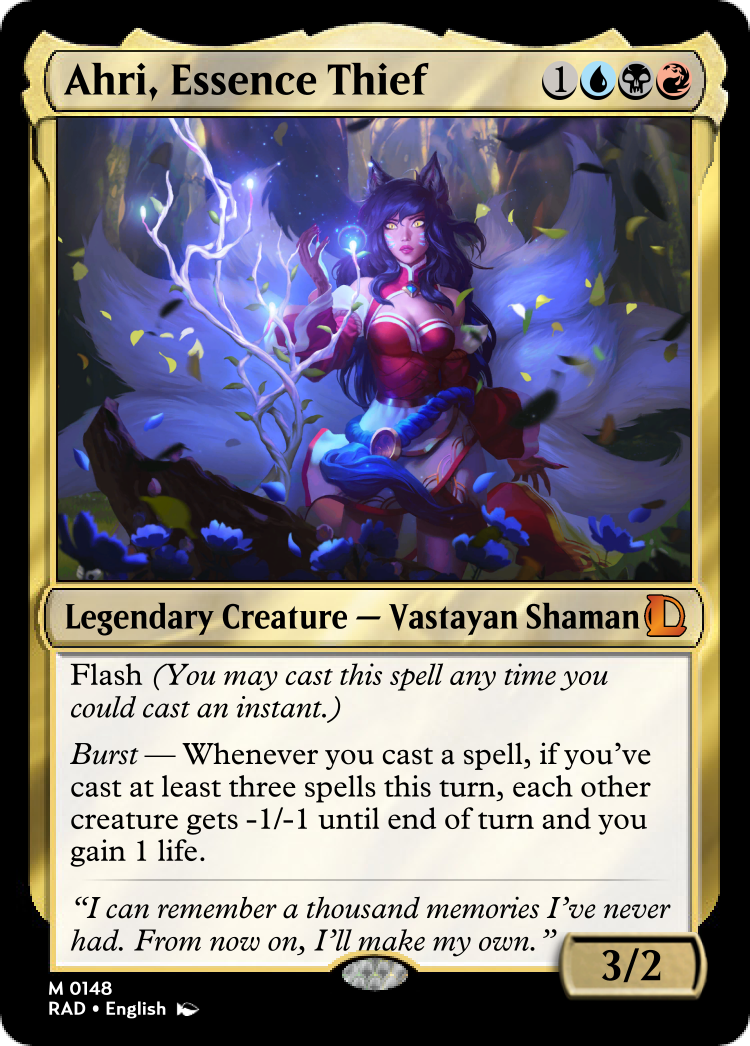 Ahri, Essence Thief 1
Legendary Creature — Vastayan Shaman
Flash (You may cast this spell any time you
could cast an instant.)
Burst — Whenever you cast a spell, if you've
cast at least three spells this turn, each other
creature gets -1/-1 until end of turn and you
gain 1 life.
“I can remember a thousand memories I've never
had. From now on, I'll make my own.”
3/2
M 0148
RAD • English